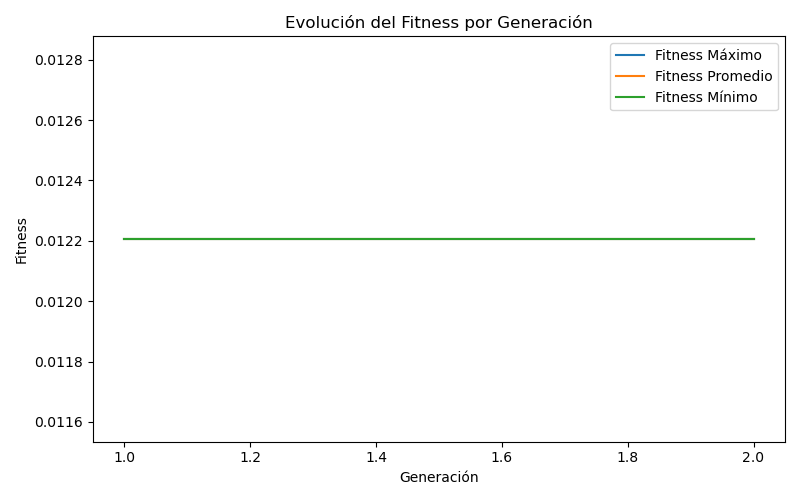 Evolución del Fitness por Generación
Fitness Máximo
Fitness Promedio
Fitness Mínimo
Fitness
0.0128
0.0126
0.0124
0.0122
0.0120
0.0118
0.0116
1.0 1.2 1.4 1.6 1.8 2.0
Generación